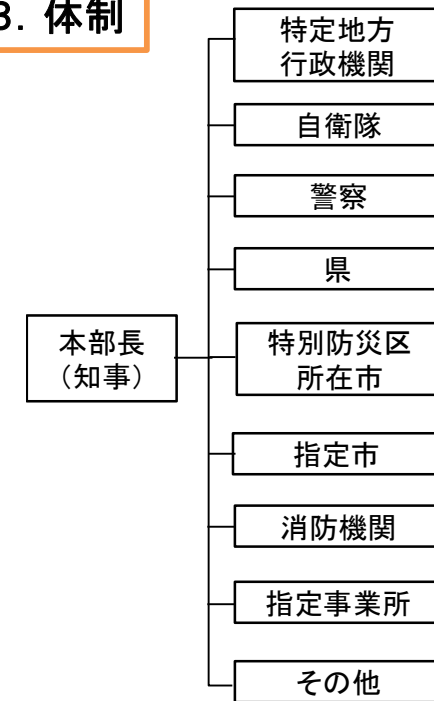 3．体制
特定地方
行政機関
自衛隊
警察
県
本部長
（知事）
特別防災区
所在市
指定市
消防機関
指定事業所
その他